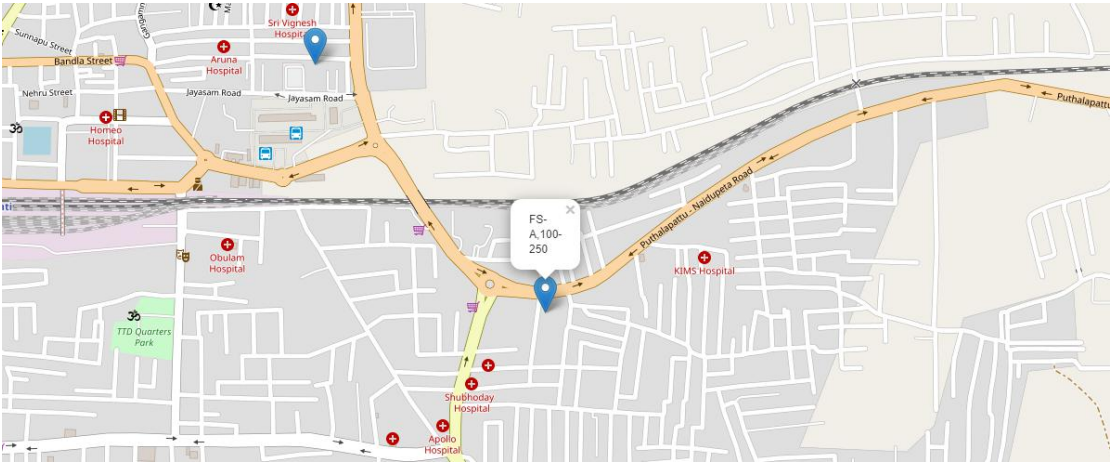 Sri Vignesh
Hospital
Sunnapu Street
Bandla Street
Aruna
Hospital
Nehru Street
Jayasam Road
Jayasam Road
Homeo
Hospital
ॐ
Puthalapattu
Puthalapattu - Naidupeta Road
FS-
A,100-
250
×
Obulam
Hospital
KIMS Hospital
ॐ
TTD Quarters
Park
Shubhoday
Hospital
Apollo
Hospital